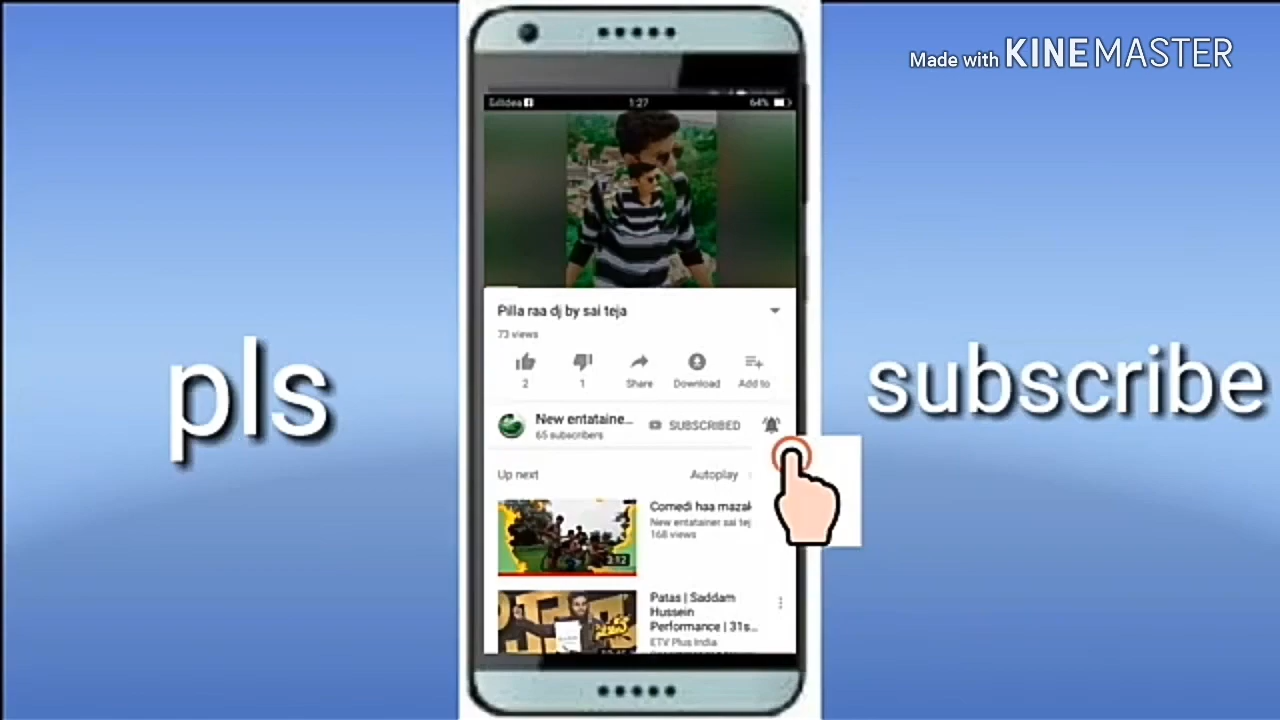 Made with KINEMASTER
1:27
64%
Pilla raa dj by sai teja
73 views
2
1
Share
Download
Add to
New entataine...
SUBSCRIBED
65 subscribers
pls
subscribe
Up next
Autoplay
Comedi haa mazak
New entatainer sai tej
168 views
3:12
Patas | Saddam
Hussein
Performance | 31s...
ETV Plus India